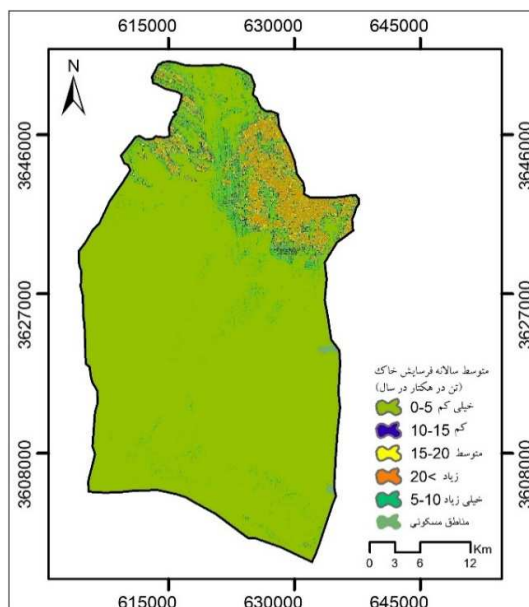 615000 630000 645000
N
3646000 3646000
3627000 3627000
3608000 3608000
متوسط سالانه فرسایش خاک
(تن در هکتار در سال)
خیلی کم 0-5
کم 10-15
متوسط 15-20
زیاد 20<
خیلی زیاد 5-10
مناطق مسکونی
Km
0 3 6 12
615000 630000 645000